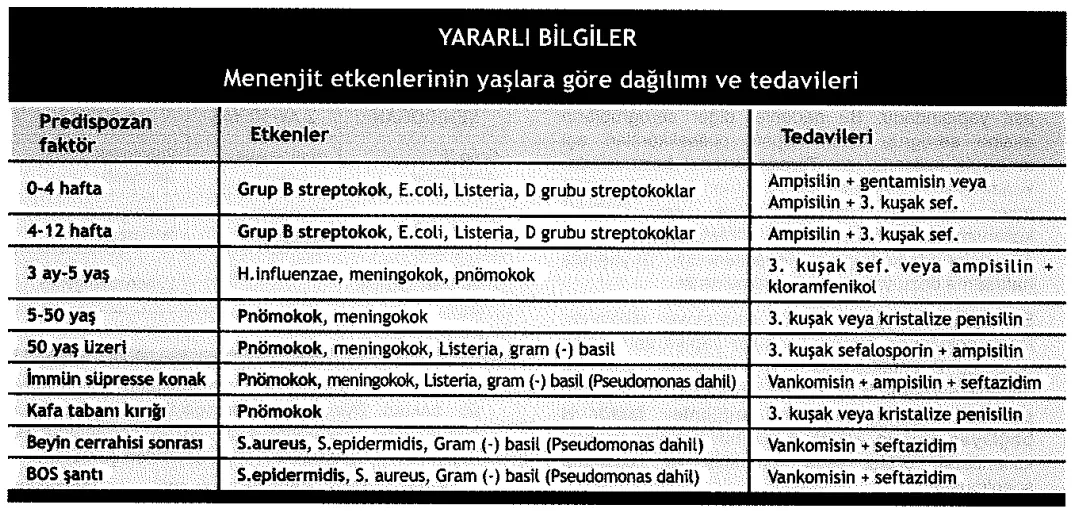 YARARLI BİLGİLER
Menenjit etkenlerinin yaşlara göre dağılımı ve tedavileri
Predispozan faktör Etkenler Tedavileri
0-4 hafta Grup B streptokok, E.coli, Listeria, D grubu streptokoklar Ampisilin + gentamisin veya
Ampisilin + 3. kuşak sef.
4-12 hafta Grup B streptokok, E.coli, Listeria, D grubu streptokoklar Ampisilin + 3. kuşak sef.
3 ay-5 yaş H.influenzae, meningokok, pnömokok 3. kuşak sef. veya ampisilin +
kloramfenikol
5-50 yaş Pnömokok, meningokok 3. kuşak veya kristalize penisilin
50 yaş üzeri Pnömokok, meningokok, Listeria, gram (-) basil 3. kuşak sefalosporin + ampisilin
İmmün süpresse konak Pnömokok, meningokok, Listeria, gram (-) basil (Pseudomonas dahil) Vankomisin + ampisilin + seftazidim
Kafa tabanı kırığı Pnömokok 3. kuşak veya kristalize penisilin
Beyin cerrahisi sonrası S.aureus, S.epidermidis, Gram (-) basil (Pseudomonas dahil) Vankomisin + seftazidim
BOS şantı S.epidermidis, S. aureus, Gram (-) basil (Pseudomonas dahil) Vankomisin + seftazidim